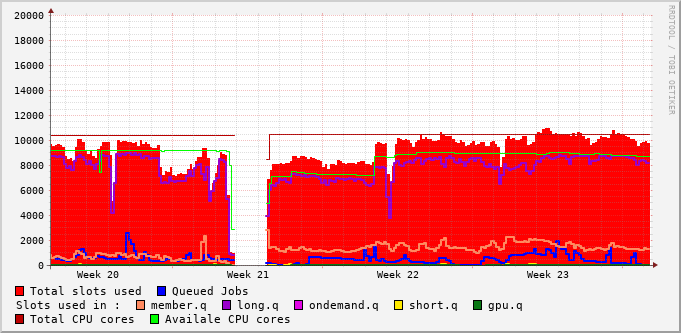 20000
18000
16000
14000
12000
10000
8000
6000
4000
2000
0
Week 20 Week 21 Week 22 Week 23
RRDTOOL / TOBI OETIKER
Total slots used Queued Jobs
Slots used in : member.q long.q ondemand.q short.q gpu.q
Total CPU cores Availale CPU cores